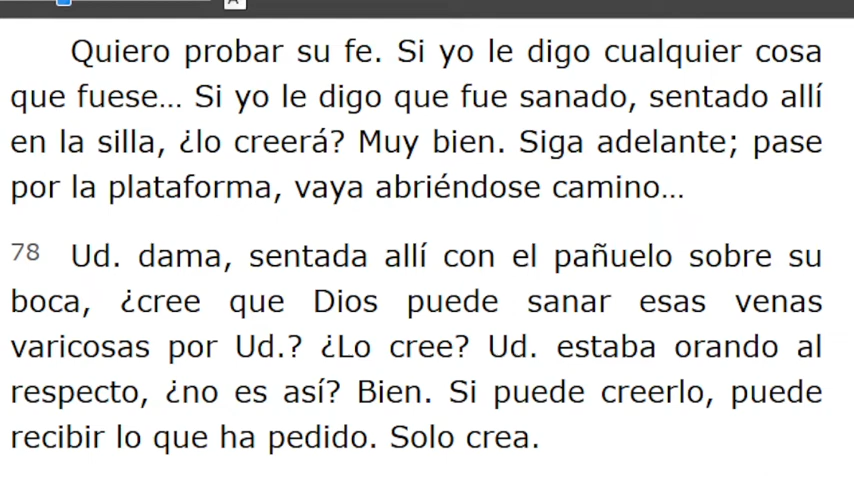 Quiero probar su fe. Si yo le digo cualquier cosa
que fuese... Si yo le digo que fue sanado, sentado allí
en la silla, ¿lo creerá? Muy bien. Siga adelante; pase
por la plataforma, vaya abriéndose camino...
78 Ud. dama, sentada allí con el pañuelo sobre su
boca, ¿cree que Dios puede sanar esas venas
varicosas por Ud.? ¿Lo cree? Ud. estaba orando al
respecto, ¿no es así? Bien. Si puede creerlo, puede
recibir lo que ha pedido. Solo crea.